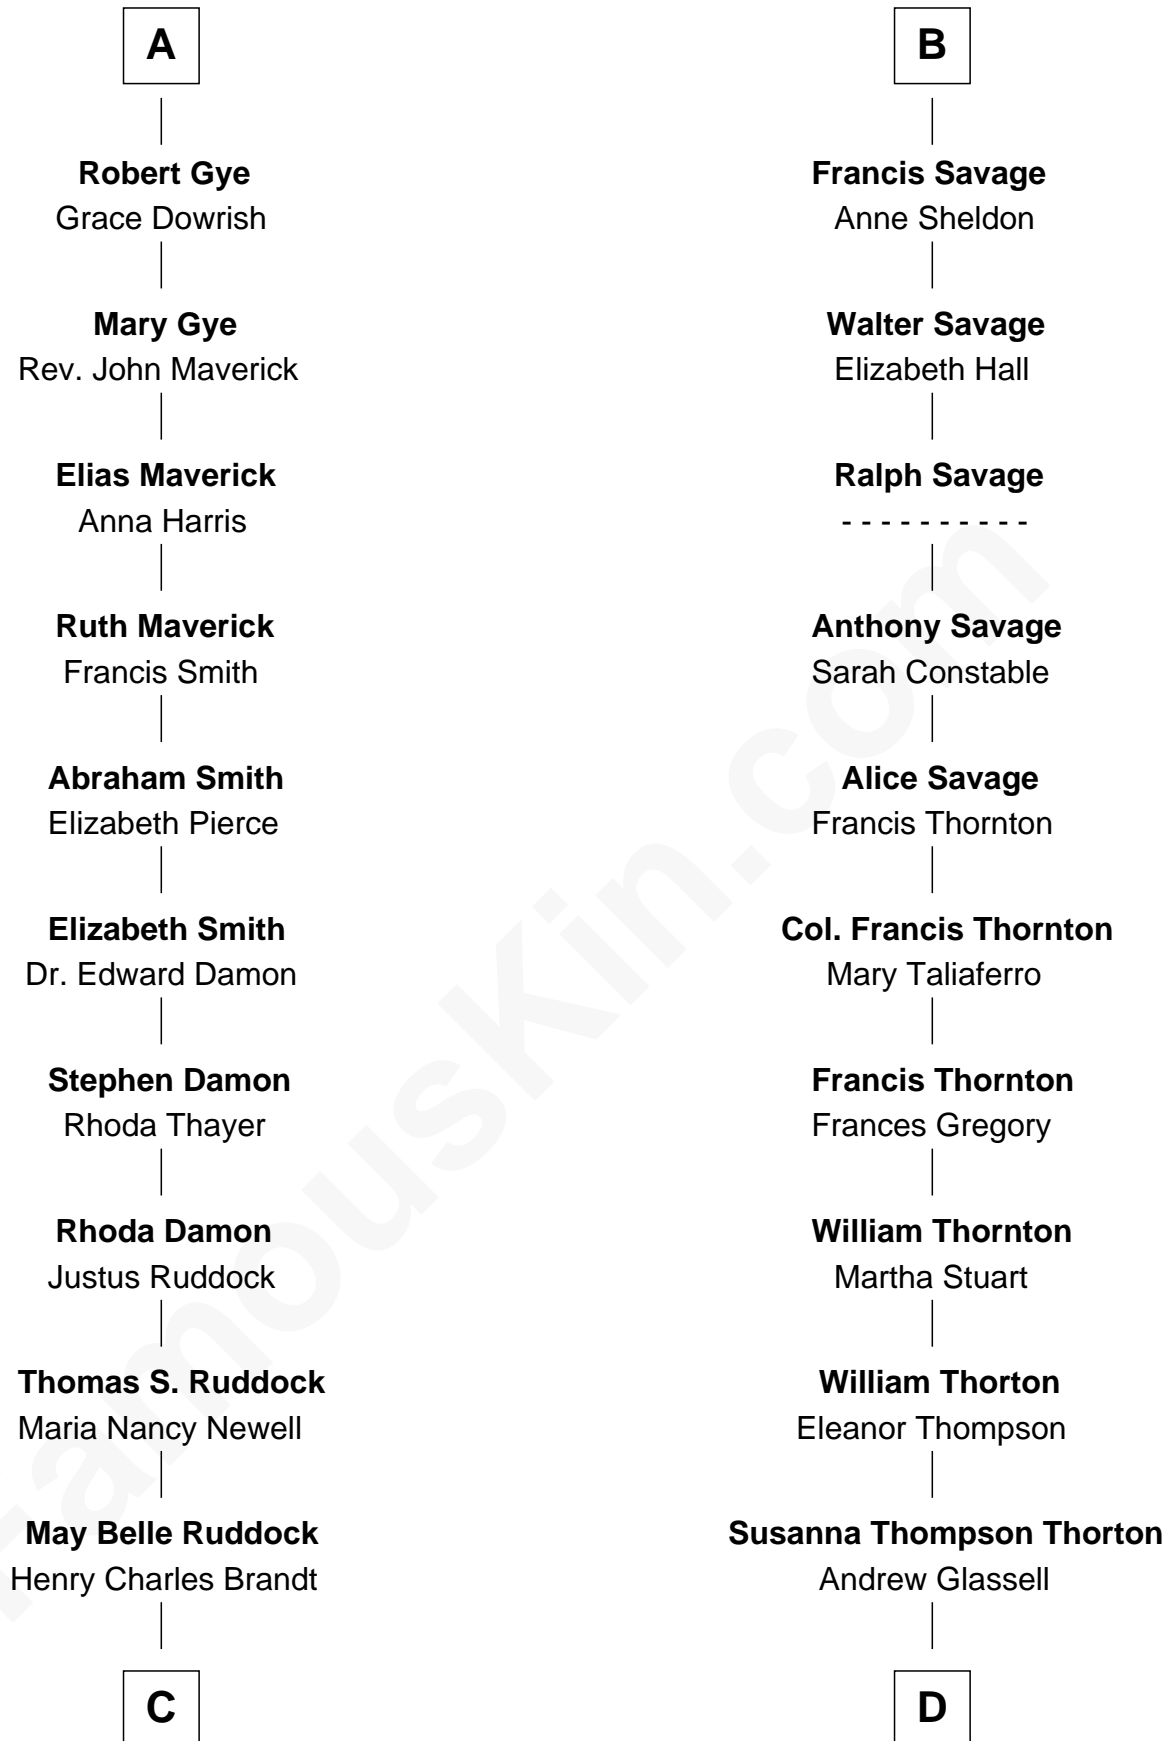 A
Robert Gye
Grace Dowrish
Mary Gye
Rev. John Maverick
Elias Maverick
Anna Harris
Ruth Maverick
Francis Smith
Abraham Smith
Elizabeth Pierce
Elizabeth Smith
Dr. Edward Damon
Stephen Damon
Rhoda Thayer
Rhoda Damon
Justus Ruddock
Thomas S. Ruddock
Maria Nancy Newell
May Belle Ruddock
Henry Charles Brandt
C
B
Francis Savage
Anne Sheldon
Walter Savage
Elizabeth Hall
Ralph Savage
- - - - - - - - - -
Anthony Savage
Sarah Constable
Alice Savage
Francis Thornton
Col. Francis Thornton
Mary Taliaferro
Francis Thornton
Frances Gregory
William Thornton
Martha Stuart
William Thorton
Eleanor Thompson
Susanna Thompson Thorton
Andrew Glassell
D
FamousKin.com